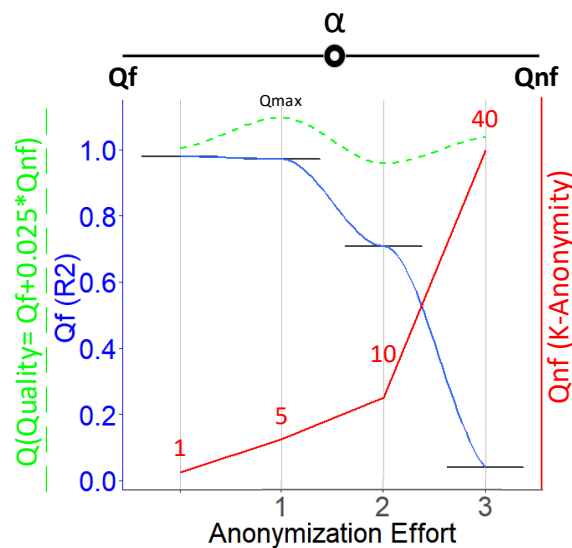 α
Qf Qnf
Qmax
Q(Quality= Qf+0.025*Qnf)
Qf (R2)
1.0
0.8
0.6
0.4
0.2
0.0
1
5
10
40
Qnf (K-Anonymity)
1 2 3
Anonymization Effort